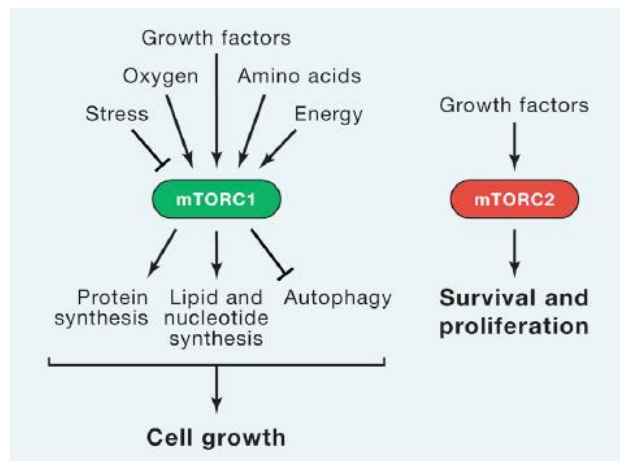 Growth factors
Oxygen
Amino acids
Stress
Energy
mTORC1
Protein
synthesis
Lipid and
nucleotide
synthesis
Autophagy
Cell growth
Growth factors
mTORC2
Survival and
proliferation